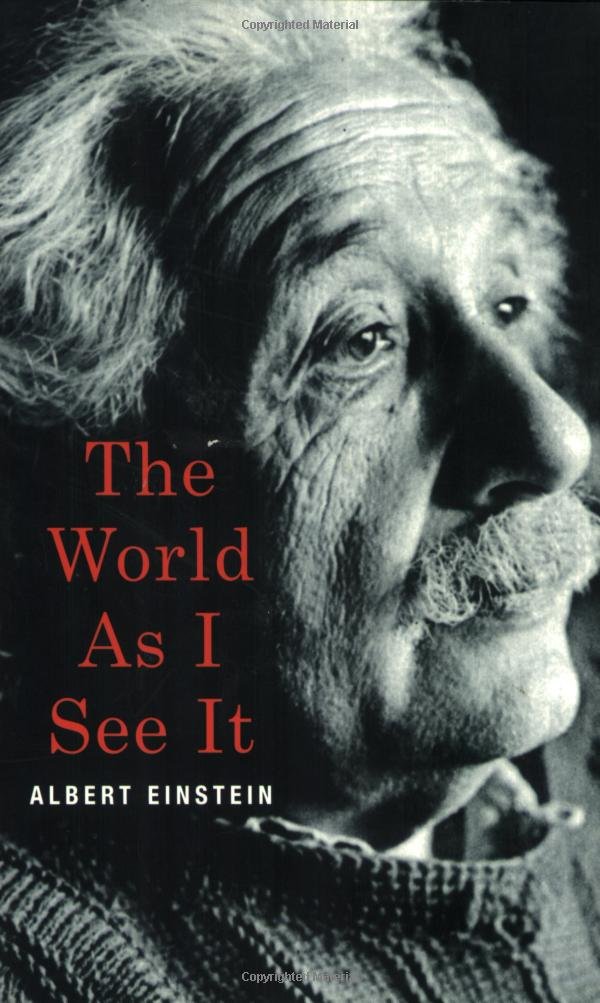 Copyrighted Material
The
World
As I
See It
ALBERT EINSTEIN
Copyrighted Material